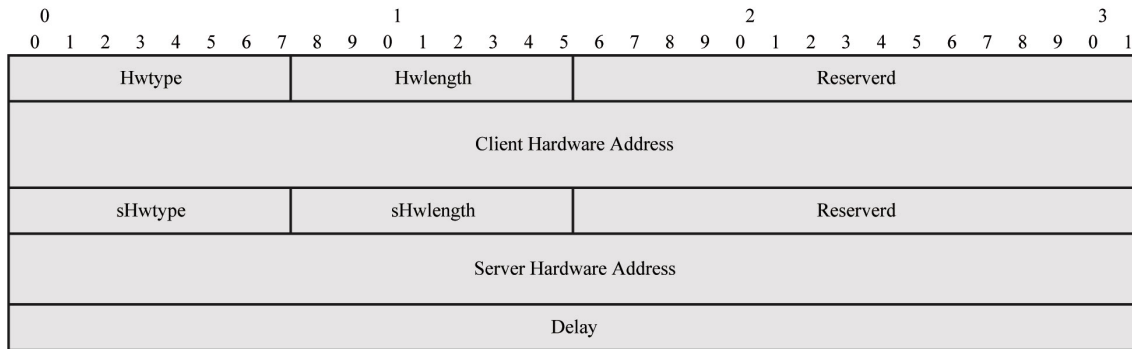 0 1 2 3
0 1 2 3 4 5 6 7 8 9 0 1 2 3 4 5 6 7 8 9 0 1 2 3 4 5 6 7 8 9 0 1
Hwtype Hwlength Reserverd
Client Hardware Address
sHwtype sHwlength Reserverd
Server Hardware Address
Delay